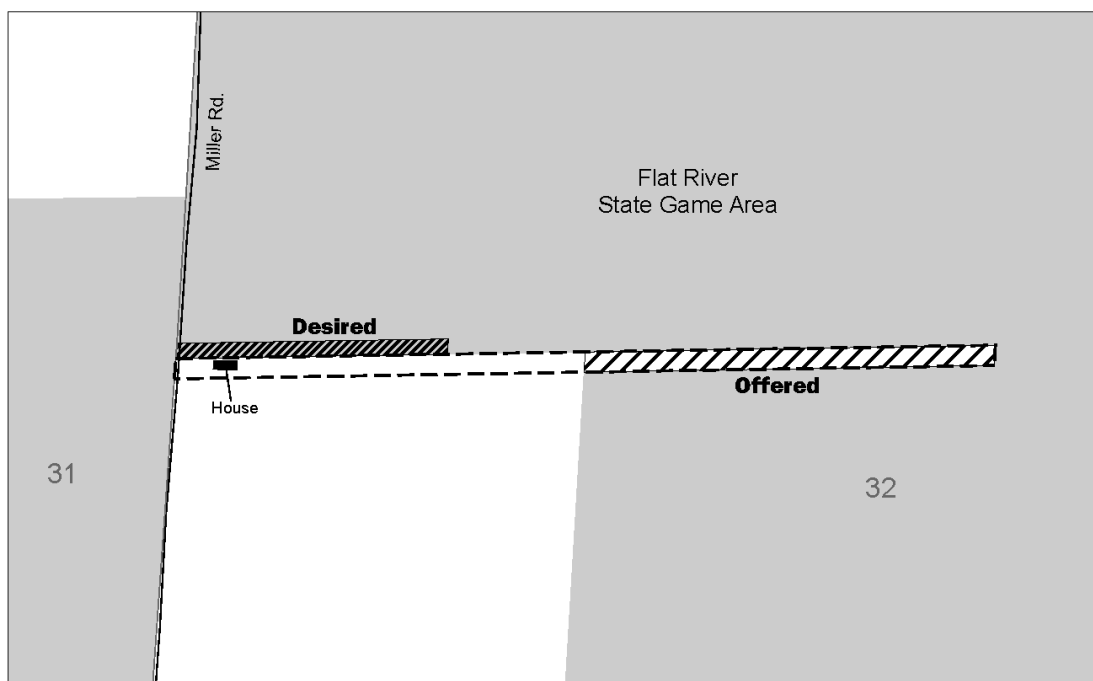 Miller Rd.
Flat River
State Game Area
Desired
House
Offered
31
32